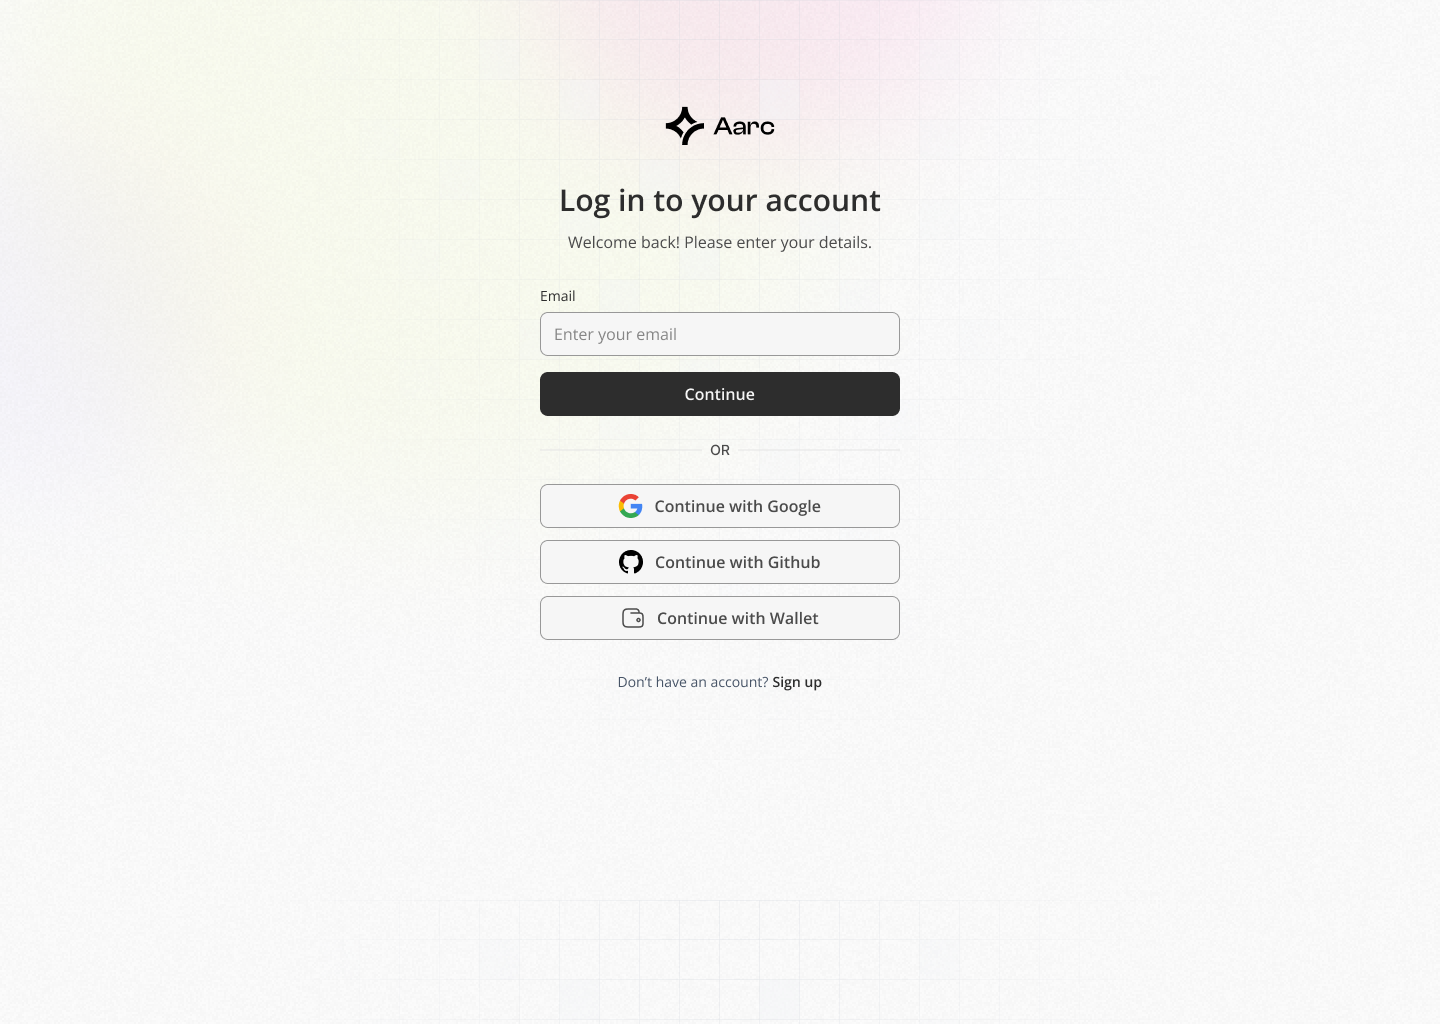 Aarc
Log in to your account
Welcome back! Please enter your details.
Email
Enter your email
Continue
OR
Continue with Google
Continue with Github
Continue with Wallet
Don’t have an account? Sign up